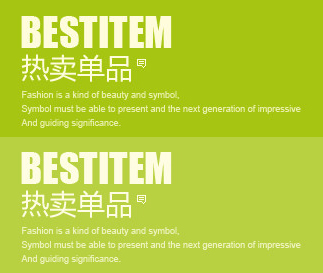 BESTITEM
热卖单品
Fashion is a kind of beauty and symbol,
Symbol must be able to present and the next generation of impressive
And guiding significance.
BESTITEM
热卖单品
Fashion is a kind of beauty and symbol,
Symbol must be able to present and the next generation of impressive
And guiding significance.